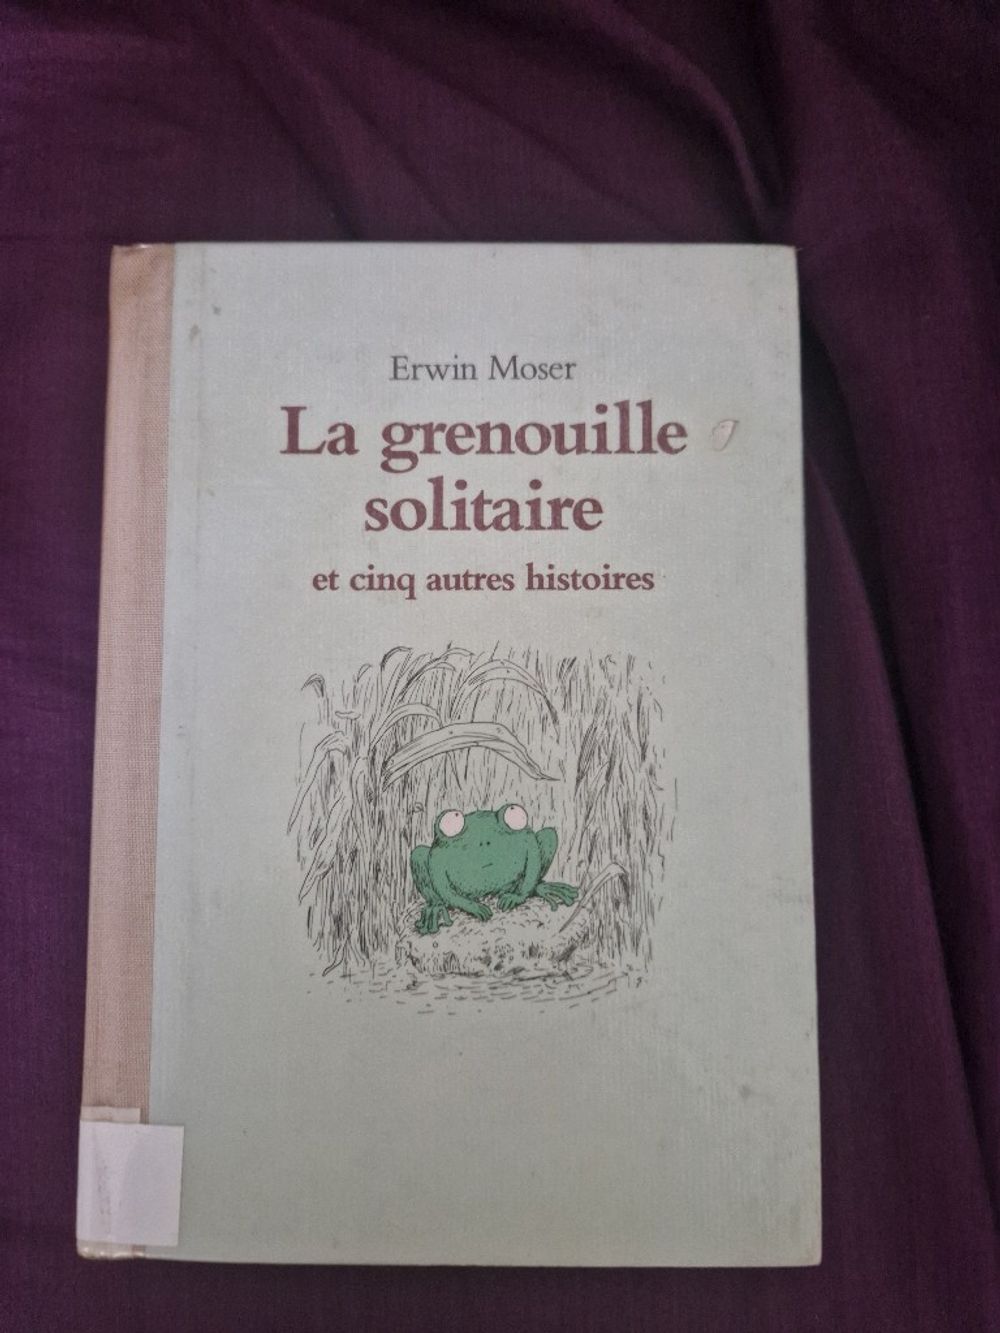 Erwin Moser
La grenouille
solitaire
et cinq autres histoires